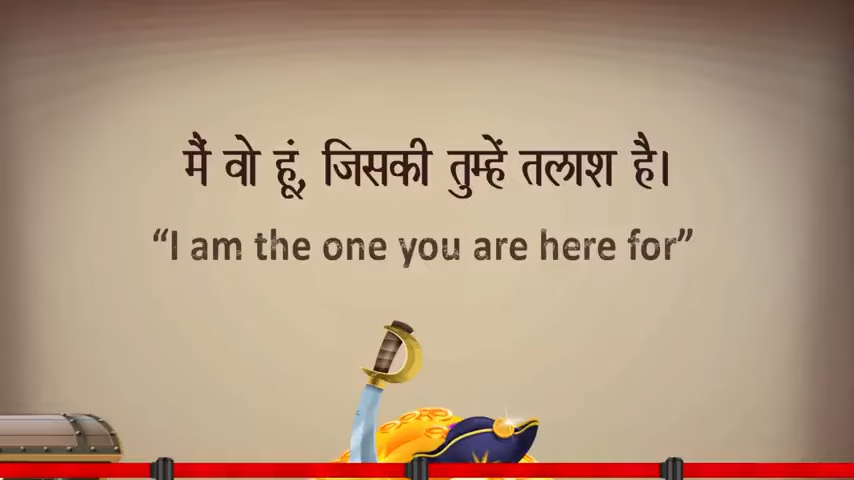 मैं वो हूं, जिसकी तुम्हें तलाश है।
“I am the one you are here for”